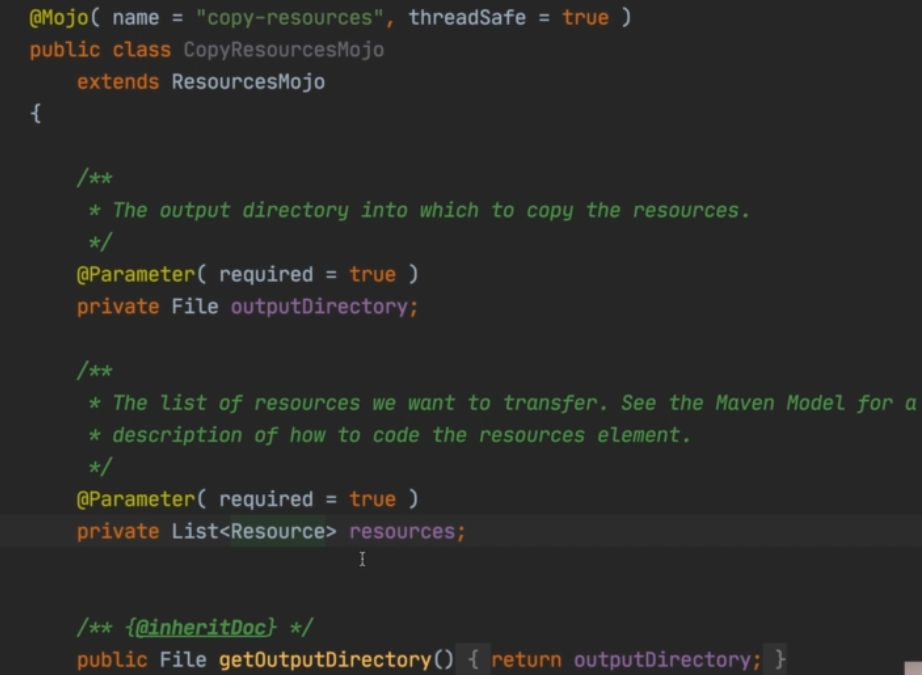 @Mojo( name = "copy-resources", threadSafe = true )
public class CopyResourcesMojo
extends ResourcesMojo
{
/**
* The output directory into which to copy the resources.
*/
@Parameter( required = true )
private File outputDirectory;
/**
* The list of resources we want to transfer. See the Maven Model for a
* description of how to code the resources element.
*/
@Parameter( required = true )
private List<Resource> resources;
/** {@inheritDoc} */
public File getOutputDirectory() { return outputDirectory; }